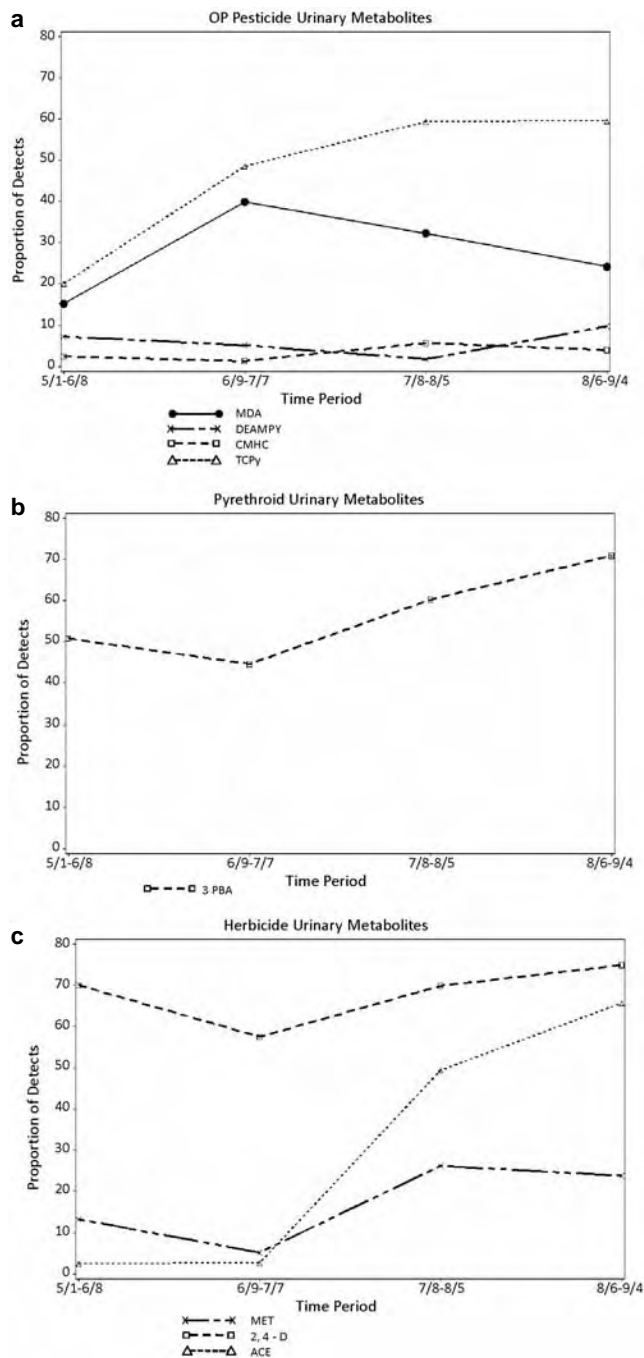 a
OP Pesticide Urinary Metabolites
80
70
60
50
40
30
20
10
0
Proportion of Detects
5/1-6/8 6/9-7/7 7/8-8/5 8/6-9/4
Time Period
MDA
DEAMPY
CMHC
TCPy
b
Pyrethroid Urinary Metabolites
80
70
60
50
40
30
20
10
0
Proportion of Detects
5/1-6/8 6/9-7/7 7/8-8/5 8/6-9/4
Time Period
3 PBA
c
Herbicide Urinary Metabolites
80
70
60
50
40
30
20
10
0
Proportion of Detects
5/1-6/8 6/9-7/7 7/8-8/5 8/6-9/4
Time Period
MET
2, 4 - D
ACE